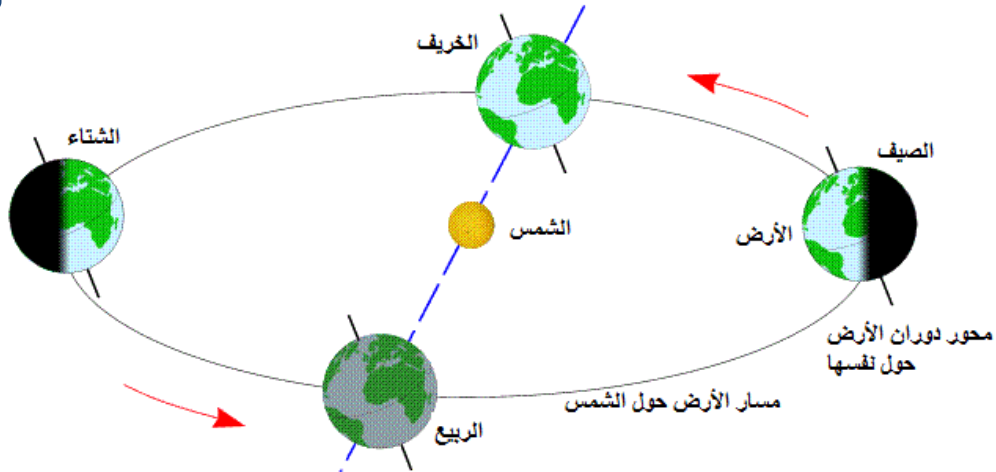 الخريف
الشتاء
الصيف
الشمس
الأرض
محور دوران الأرض
حول نفسها
مسار الأرض حول الشمس
الربيع